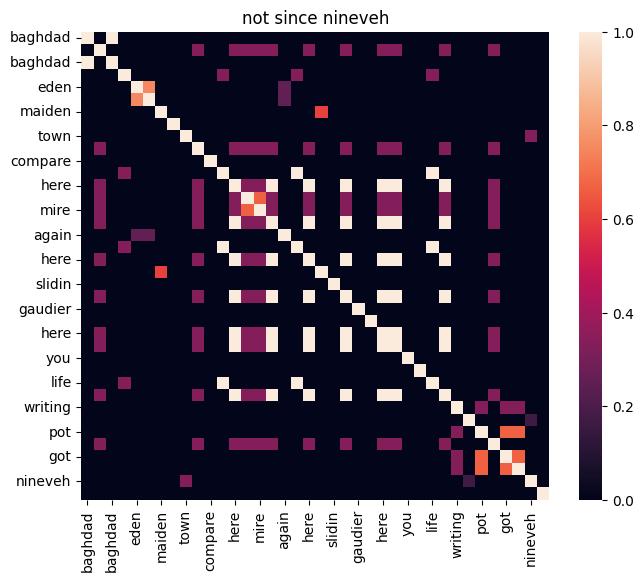 not since nineveh
baghdad
baghdad
eden
maiden
town
compare
here
mire
again
here
slidin
gaudier
here
you
life
writing
pot
got
nineveh
1.0
0.8
0.6
0.4
0.2
0.0
baghdad
baghdad
eden
maiden
town
compare
here
mire
again
here
slidin
gaudier
here
you
life
writing
pot
got
nineveh